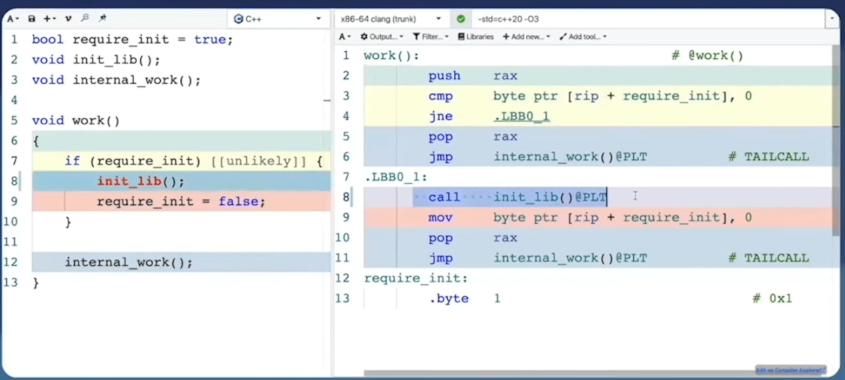 A
C++
x86-64 clang (trunk)
-std=c++20 -O3
A
Output...
Filter...
Libraries
Add new...
Add tool...
1 bool require_init = true;
2 void init_lib();
3 void internal_work();
4
5 void work()
6 {
7 if (require_init) [[unlikely]] {
8 init_lib();
9 require_init = false;
10 }
11
12 internal_work();
13 }
1 work(): # @work()
2 push rax
3 cmp byte ptr [rip + require_init], 0
4 jne .LBB0_1
5 pop rax
6 jmp internal_work()@PLT # TAILCALL
7 .LBB0_1:
8 call init_lib()@PLT
9 mov byte ptr [rip + require_init], 0
10 pop rax
11 jmp internal_work()@PLT # TAILCALL
12 require_init:
13 .byte 1 # 0x1
Edit on Compiler Explorer